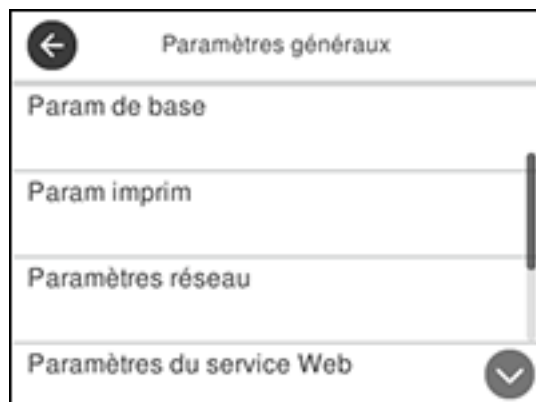 Paramètres généraux
Param de base
Param imprim
Paramètres réseau
Paramètres du service Web